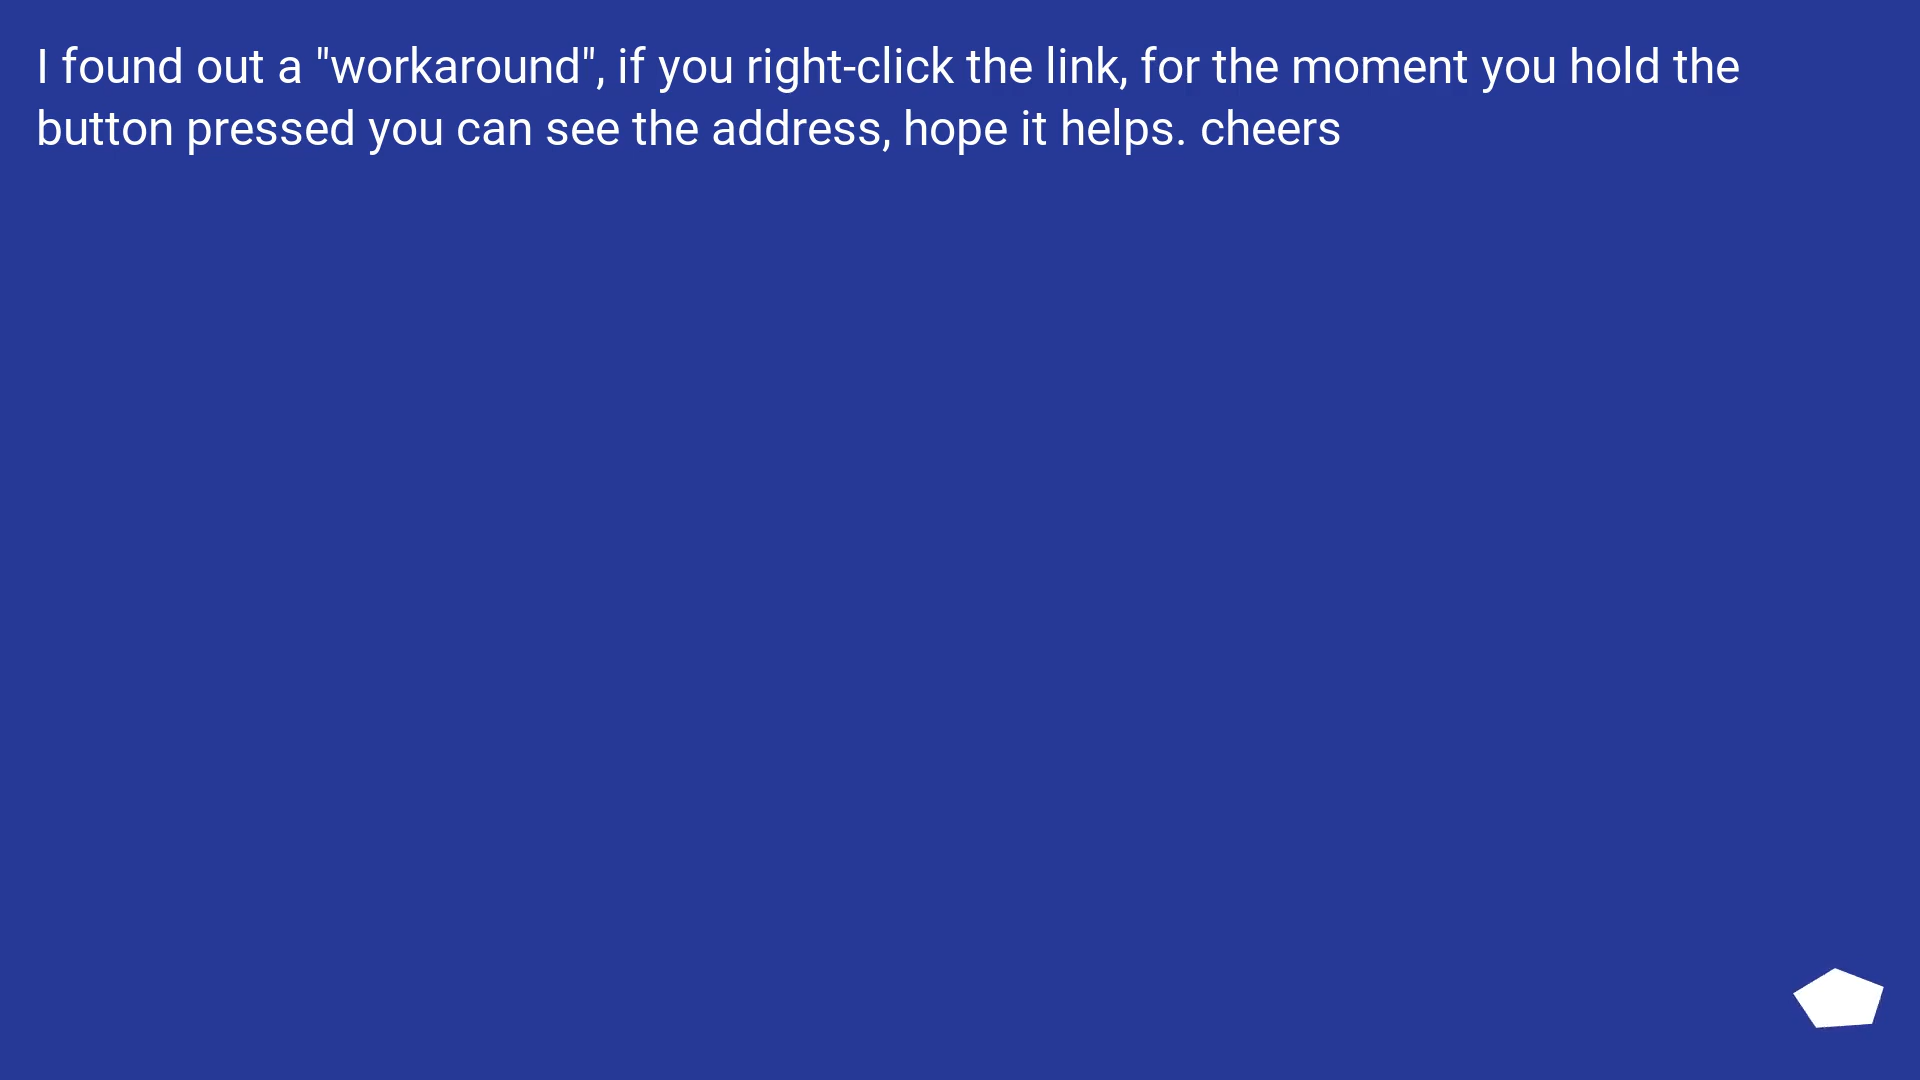 I found out a "workaround", if you right-click the link, for the moment you hold the
button pressed you can see the address, hope it helps. cheers